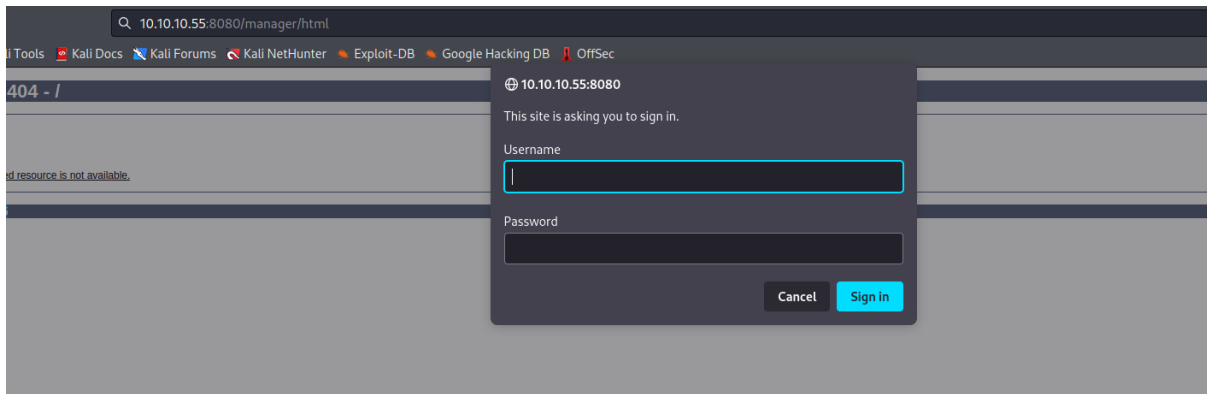 10.10.10.55:8080/manager/html
li Tools Kali Docs Kali Forums Kali NetHunter Exploit-DB Google Hacking DB OffSec
404 - /
10.10.10.55:8080
This site is asking you to sign in.
Username
ed resource is not available.
Password
Cancel Sign in